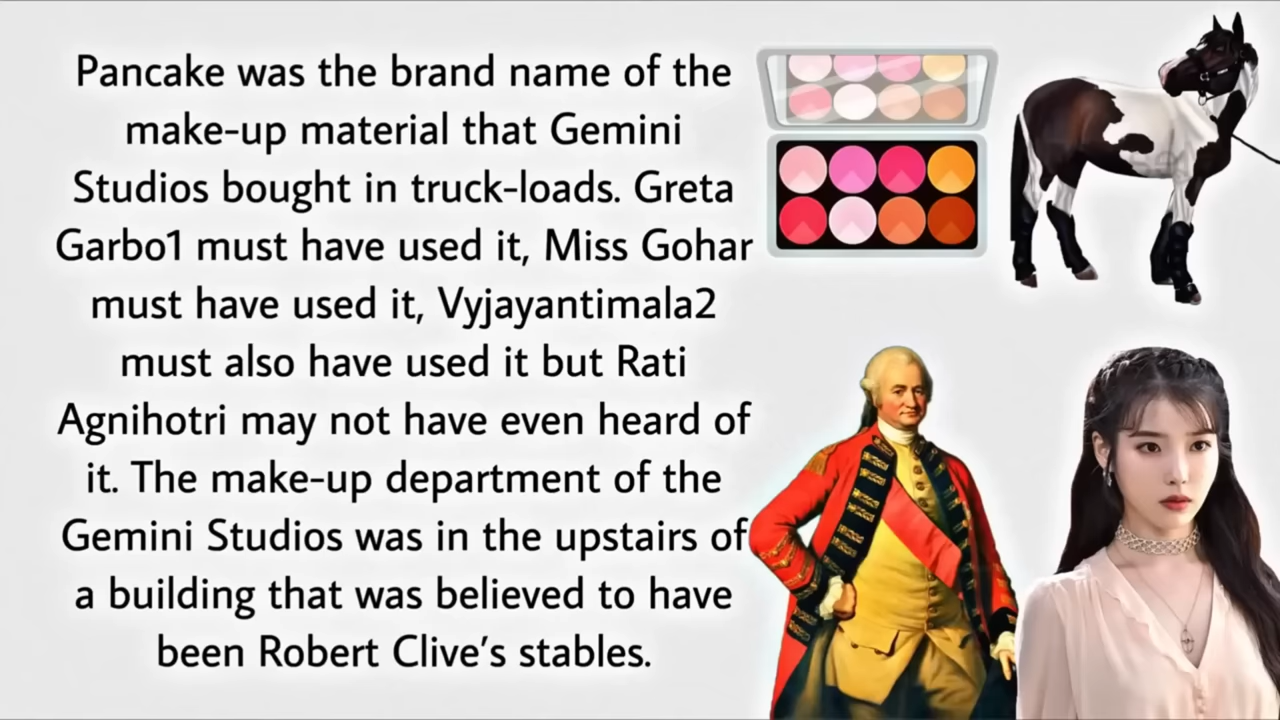 Pancake was the brand name of the
make-up material that Gemini
Studios bought in truck-loads. Greta
Garbo1 must have used it, Miss Gohar
must have used it, Vyjayantimala2
must also have used it but Rati
Agnihotri may not have even heard of
it. The make-up department of the
Gemini Studios was in the upstairs of
a building that was believed to have
been Robert Clive's stables.